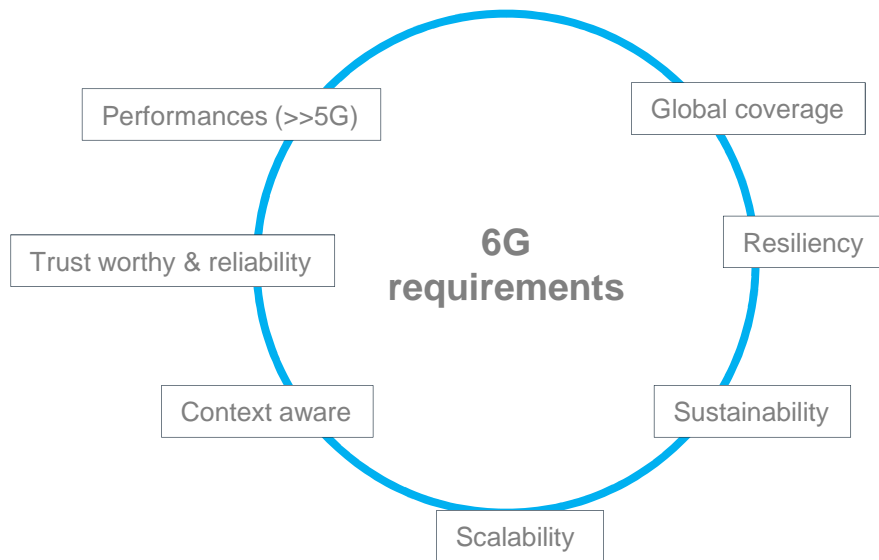 Performances (>>5G)
Global coverage
Trust worthy & reliability
6G
requirements
Resiliency
Context aware
Sustainability
Scalability